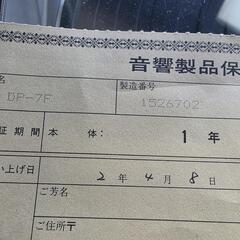 音響製品保
名
DP-7F
製造番号
1526702
証期間
本体:
1年
い上げ日
2年4月8日
ご芳名
ご住所〒